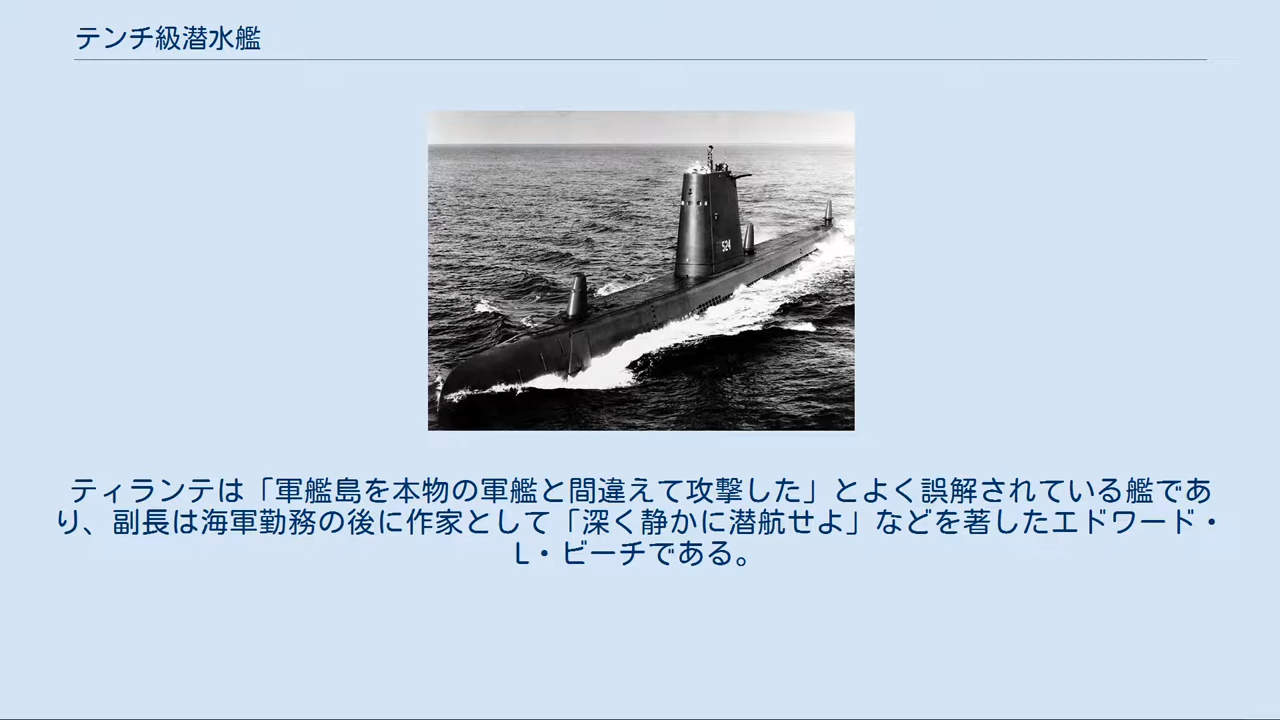 テンチ級潜水艦
524
ティランテは「軍艦島を本物の軍艦と間違えて攻撃した」とよく誤解されている艦であ
り、副長は海軍勤務の後に作家として「深く静かに潜航せよ」などを著したエドワード・
L・ビーチである。